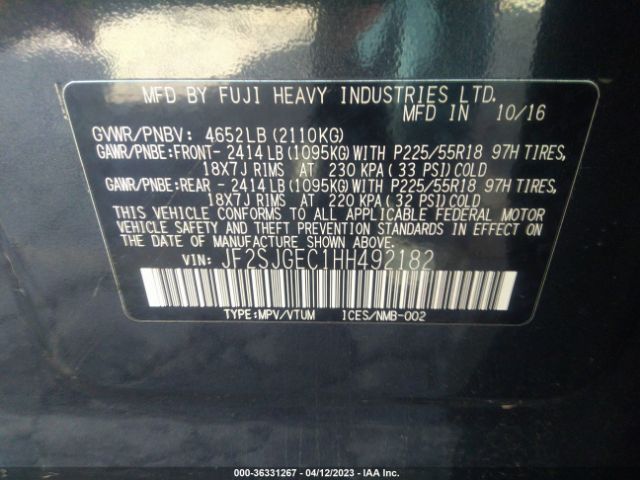 MFD BY FUJI HEAVY INDUSTRIES LTD.
MFD IN 10/16
GVWR/PNBV: 4652LB (2110KG)
GAWR/PNBE:FRONT- 2414LB (1095KG)WITH P225/55R18 97H TIRES,
18X7J RIMS AT 230 KPA ( 33 PSI) COLD
GAWR/PNBE:REAR - 2414LB (1095KG)WITH P225/55R18 97H TIRES,
18X7J RIMS AT 220 KPA ( 32 PSI)COLD
THIS VEHICLE CONFORMS TO ALL APPLICABLE FEDERAL MOTOR
VEHICLE SAFETY AND THEFT PREVENTION STANDARDS IN EFFECT
ON THE DATE OF MANUFACTURE SHOWN ABOVE.
VIN: JF2SJGEC1HH492182
TYPE:MPV/VTUM ICES/NMB-002
000-36331267 - 04/12/2023 - IAA Inc.